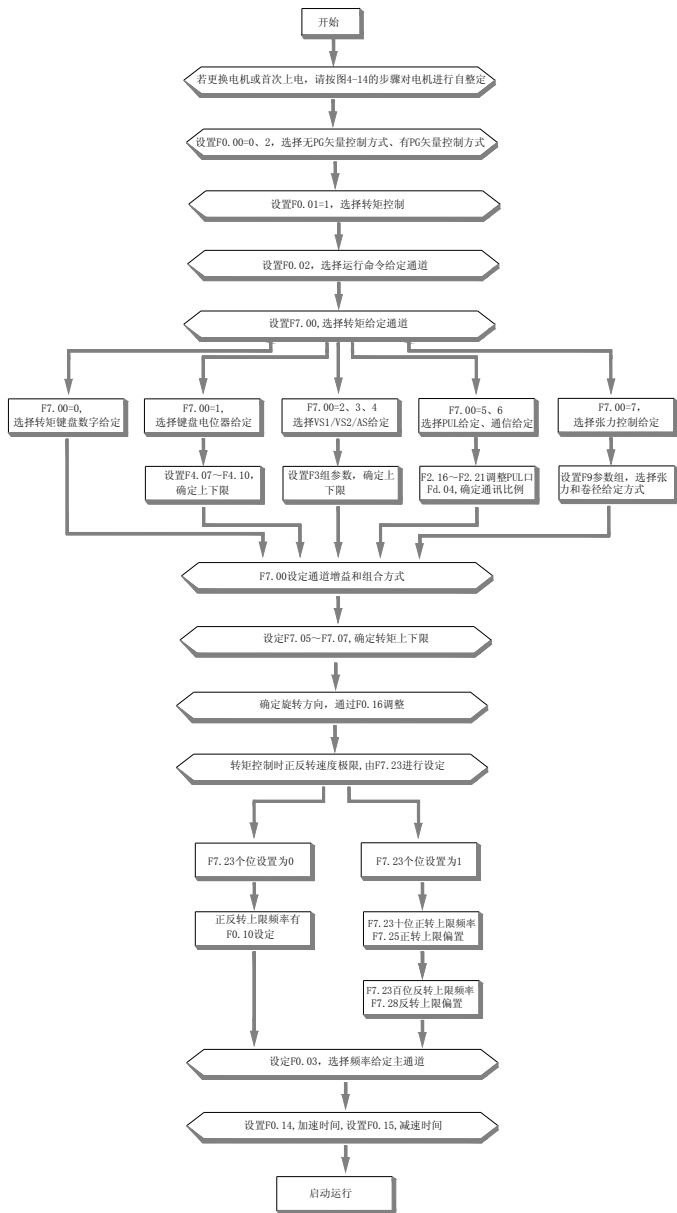 开始
若更换电机或首次上电，请按图4-14的步骤对电机进行自整定
设置F0.00=0、2，选择无PG矢量控制方式、有PG矢量控制方式
设置F0.01=1，选择转矩控制
设置F0.02，选择运行命令给定通道
设置F7.00,选择转矩给定通道
F7.00=0,
选择转矩键盘数字给定
F7.00=1,
选择键盘电位器给定
F7.00=2、3、4
选择VS1/VS2/AS给定
F7.00=5、6
选择PUL给定、通信给定
F7.00=7,
选择张力控制给定
设置F4.07～F4.10，
确定上下限
设置F3组参数，确定上
下限
F2.16～F2.21调整PUL口
Fd.04,确定通讯比例
设置F9参数组，选择张
力和卷径给定方式
F7.00设定通道增益和组合方式
设定F7.05～F7.07,确定转矩上下限
确定旋转方向，通过F0.16调整
转矩控制时正反转速度极限,由F7.23进行设定
F7.23个位设置为0
F7.23个位设置为1
正反转上限频率有
F0.10设定
F7.23十位正转上限频率
F7.25正转上限偏置
F7.23百位反转上限频率
F7.28反转上限偏置
设定F0.03，选择频率给定主通道
设置F0.14,加速时间,设置F0.15,减速时间
启动运行